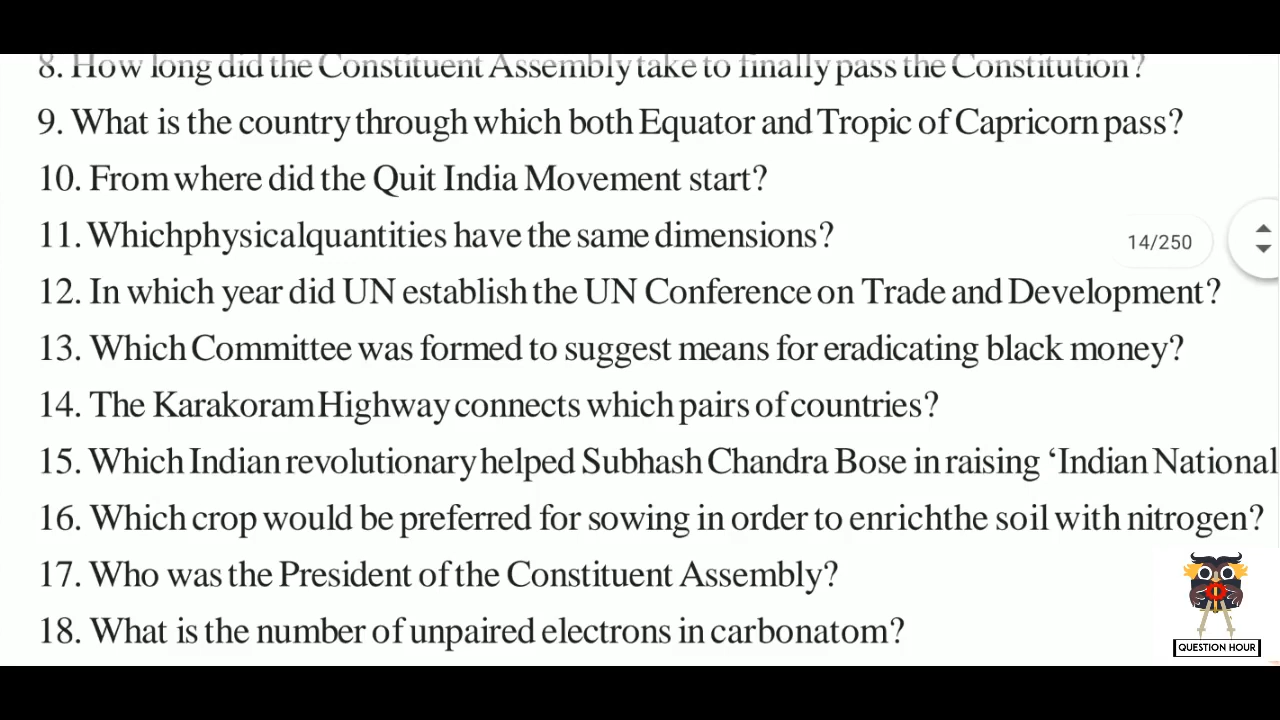 8. How long did the Constituent Assembly take to finally pass the Constitution?
9. What is the country through which both Equator and Tropic of Capricorn pass?
10. From where did the Quit India Movement start?
11. Whichphysicalquantities have the same dimensions?
14/250
12. In which year did UN establish the UN Conference on Trade and Development?
13. Which Committee was formed to suggest means for eradicating black money?
14. The Karakoram Highway connects which pairs of countries?
15. Which Indian revolutionary helped Subhash Chandra Bose in raising ‘Indian National
16. Which crop would be preferred for sowing in order to enrichthe soil with nitrogen?
17. Who was the President of the Constituent Assembly?
18. What is the number of unpaired electrons in carbonatom?
QUESTION HOUR